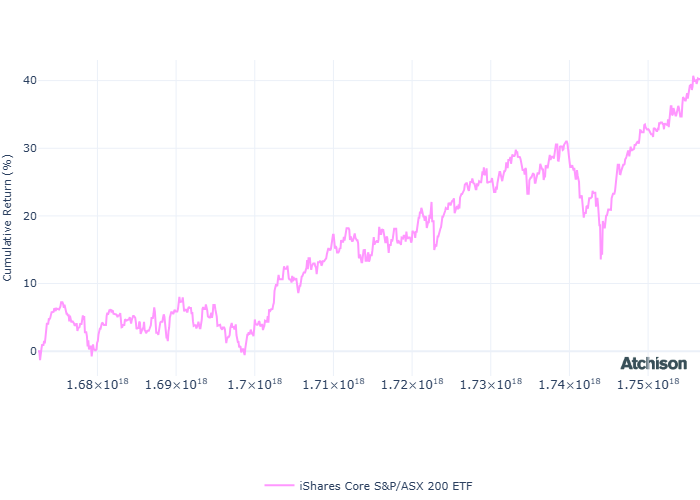 Cumulative Return (%)
40
30
20
10
0
1.68×10¹⁸ 1.69×10¹⁸ 1.7×10¹⁸ 1.71×10¹⁸ 1.72×10¹⁸ 1.73×10¹⁸ 1.74×10¹⁸ 1.75×10¹⁸
Atchison
iShares Core S&P/ASX 200 ETF